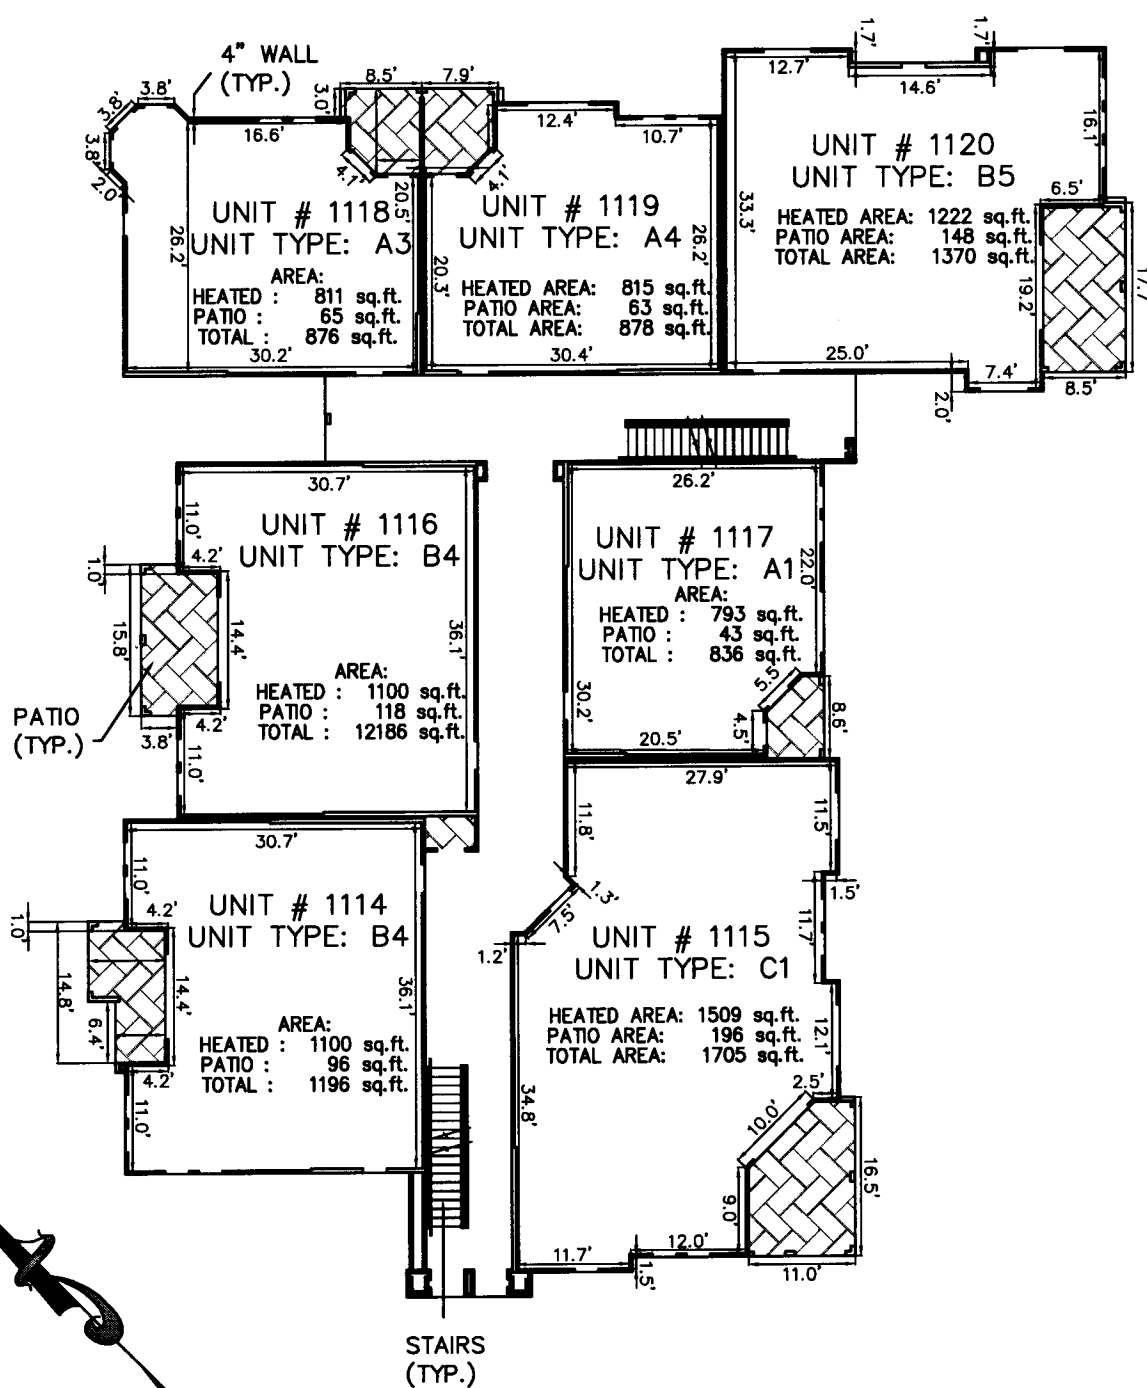 4" WALL
(TYP.)
3.8'
3.8'
3.8'
2.0'
16.6'
3.0'
8.5'
7.9'
4.1'
4.1'
12.4'
10.7'
26.2'
20.5'
20.3'
26.2'
UNIT # 1118
UNIT TYPE: A3
AREA:
HEATED : 811 sq.ft.
PATIO : 65 sq.ft.
TOTAL : 876 sq.ft.
30.2'
UNIT # 1119
UNIT TYPE: A4
HEATED AREA: 815 sq.ft.
PATIO AREA: 63 sq.ft.
TOTAL AREA: 878 sq.ft.
30.4'
12.7'
1.7'
1.7'
14.6'
16.1'
33.3'
UNIT # 1120
UNIT TYPE: B5
HEATED AREA: 1222 sq.ft.
PATIO AREA: 148 sq.ft.
TOTAL AREA: 1370 sq.ft.
6.5'
19.2'
17.7'
25.0'
7.4'
2.0'
8.5'
30.7'
11.0'
UNIT # 1116
UNIT TYPE: B4
4.2'
1.0'
15.8'
14.4'
36.1'
AREA:
HEATED : 1100 sq.ft.
PATIO : 118 sq.ft.
TOTAL : 12186 sq.ft.
4.2'
3.8'
11.0'
PATIO
(TYP.)
26.2'
UNIT # 1117
UNIT TYPE: A1
22.0'
AREA:
HEATED : 793 sq.ft.
PATIO : 43 sq.ft.
TOTAL : 836 sq.ft.
30.2'
5.5'
4.5'
8.6'
20.5'
30.7'
11.0'
UNIT # 1114
UNIT TYPE: B4
4.2'
1.0'
14.8'
6.4'
14.4'
36.1'
AREA:
HEATED : 1100 sq.ft.
PATIO : 96 sq.ft.
TOTAL : 1196 sq.ft.
4.2'
11.0'
27.9'
11.8'
11.5'
1.3'
7.5'
1.2'
1.5'
11.7'
UNIT # 1115
UNIT TYPE: C1
HEATED AREA: 1509 sq.ft.
PATIO AREA: 196 sq.ft.
TOTAL AREA: 1705 sq.ft.
12.1'
2.5'
34.8'
10.0'
9.0'
16.5'
11.7'
12.0'
1.5'
11.0'
STAIRS
(TYP.)